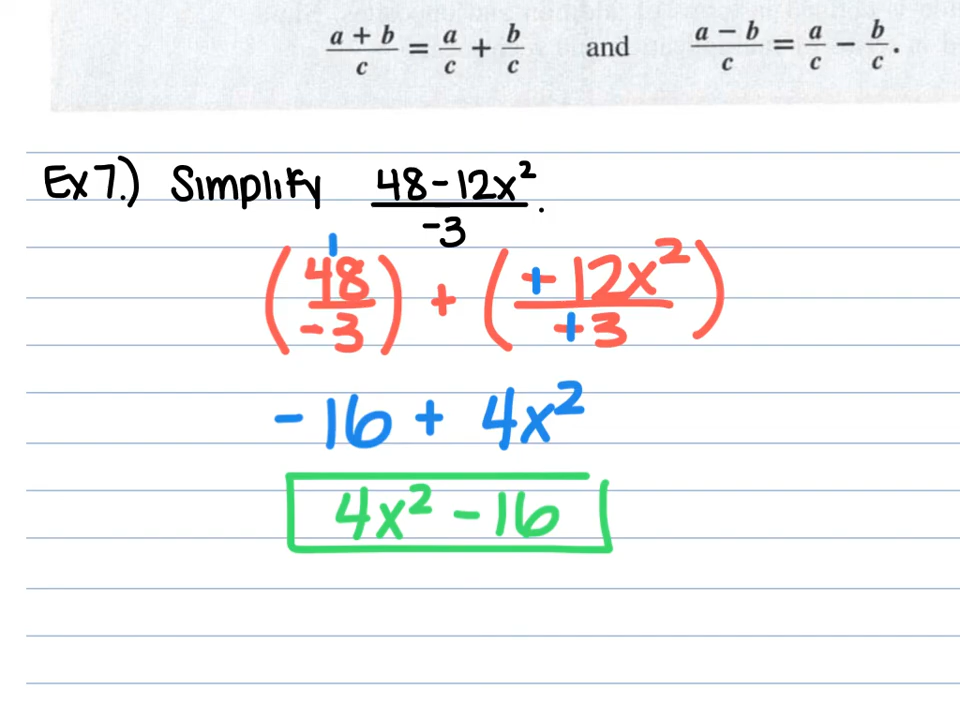 (a + b)/c = a/c + b/c and (a − b)/c = a/c − b/c.
Ex 7.) Simplify (48 - 12x²)/-3 .
(48/-3) + (-12x²/-3)
-16 + 4x²
4x² - 16